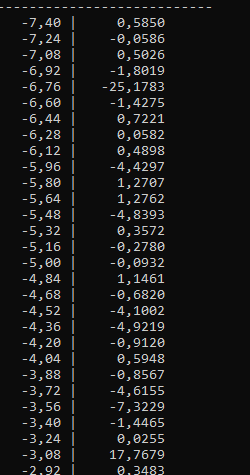 ---------------------------
-7,40 | 0,5850
-7,24 | -0,0586
-7,08 | 0,5026
-6,92 | -1,8019
-6,76 | -25,1783
-6,60 | -1,4275
-6,44 | 0,7221
-6,28 | 0,0582
-6,12 | 0,4898
-5,96 | -4,4297
-5,80 | 1,2707
-5,64 | 1,2762
-5,48 | -4,8393
-5,32 | 0,3572
-5,16 | -0,2780
-5,00 | -0,0932
-4,84 | 1,1461
-4,68 | -0,6820
-4,52 | -4,1002
-4,36 | -4,9219
-4,20 | -0,9120
-4,04 | 0,5948
-3,88 | -0,8567
-3,72 | -4,6155
-3,56 | -7,3229
-3,40 | -1,4465
-3,24 | 0,0255
-3,08 | 17,7679
-2,92 | 0,3483